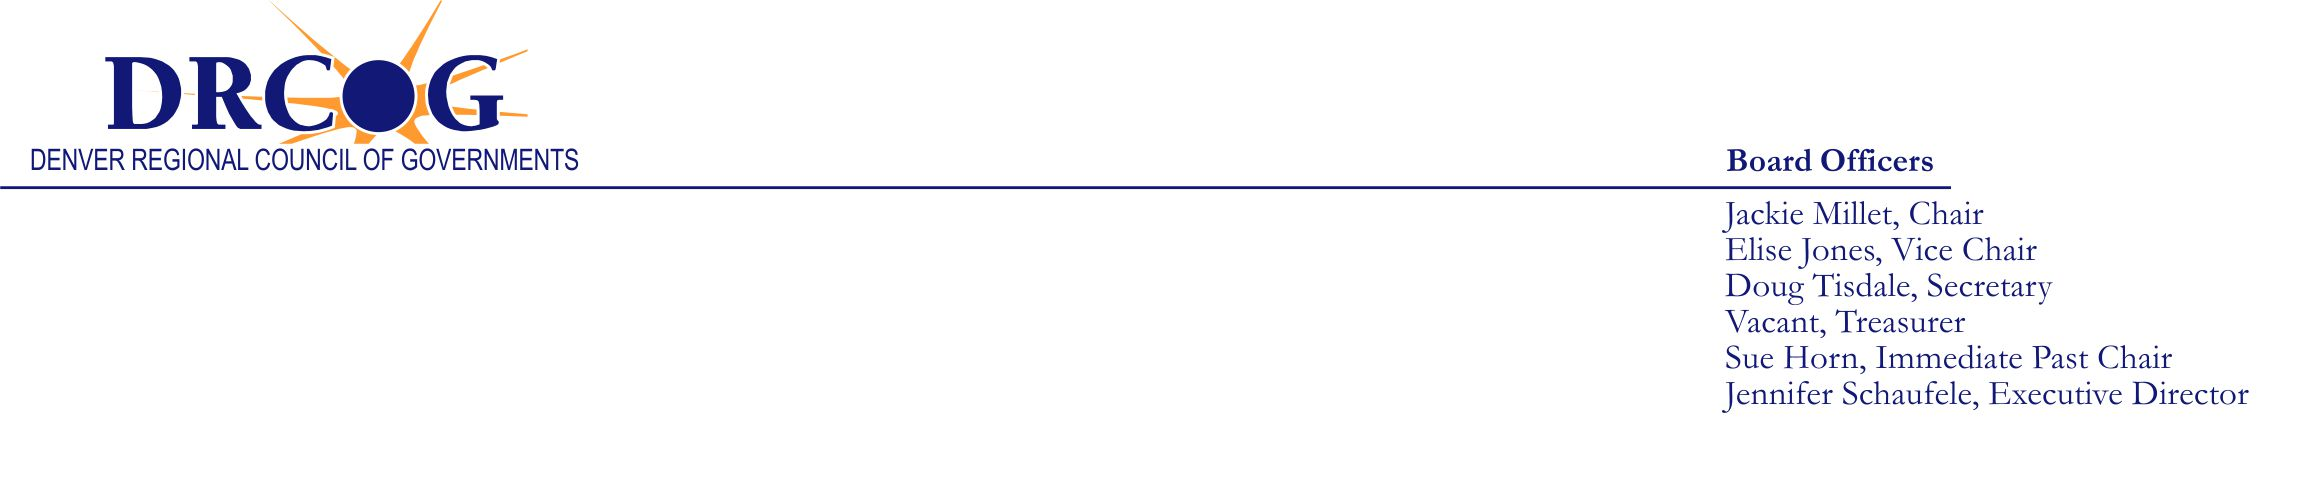 DRCOG
DENVER REGIONAL COUNCIL OF GOVERNMENTS
Board Officers
Jackie Millet, Chair
Elise Jones, Vice Chair
Doug Tisdale, Secretary
Vacant, Treasurer
Sue Horn, Immediate Past Chair
Jennifer Schaufele, Executive Director